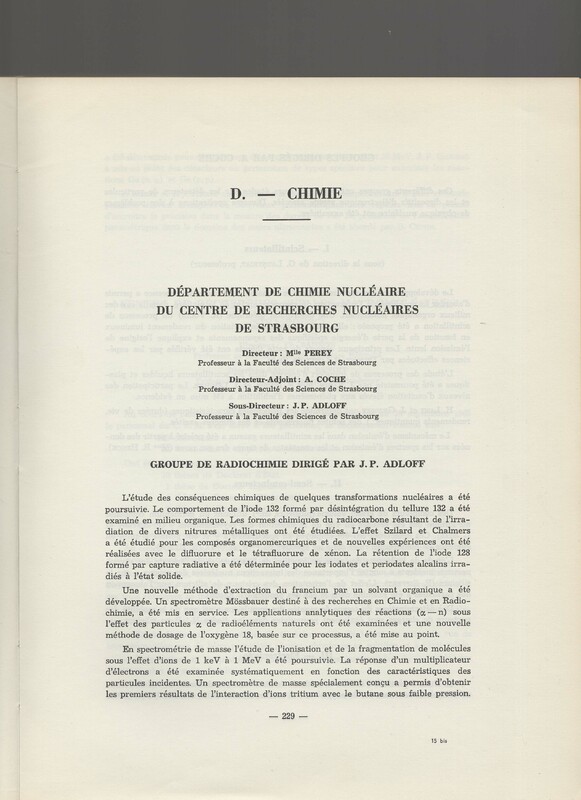 D. — CHIMIE
DÉPARTEMENT DE CHIMIE NUCLÉAIRE
DU CENTRE DE RECHERCHES NUCLÉAIRES
DE STRASBOURG
Directeur : Mlle PEREY
Professeur à la Faculté des Sciences de Strasbourg
Directeur-Adjoint : A. COCHE
Professeur à la Faculté des Sciences de Strasbourg
Sous-Directeur : J. P. ADLOFF
Professeur à la Faculté des Sciences de Strasbourg
GROUPE DE RADIOCHIMIE DIRIGÉ PAR J. P. ADLOFF
L'étude des conséquences chimiques de quelques transformations nucléaires a été
poursuivie. Le comportement de l'iode 132 formé par désintégration du tellure 132 a été
examiné en milieu organique. Les formes chimiques du radiocarbone résultant de l'irra-
diation de divers nitrures métalliques ont été étudiées. L'effet Szilard et Chalmers
a été étudié pour les composés organomercuriques et de nouvelles expériences ont été
réalisées avec le difluorure et le tétrafluorure de xénon. La rétention de l'iode 128
formé par capture radiative a été déterminée pour les iodates et periodates alcalins irra-
diés à l'état solide.
Une nouvelle méthode d'extraction du francium par un solvant organique a été
développée. Un spectromètre Mössbauer destiné à des recherches en Chimie et en Radio-
chimie, a été mis en service. Les applications analytiques des réactions (α — n) sous
l'effet des particules α de radioéléments naturels ont été examinées et une nouvelle
méthode de dosage de l'oxygène 18, basée sur ce processus, a été mise au point.
En spectrométrie de masse l'étude de l'ionisation et de la fragmentation de molécules
sous l'effet d'ions de 1 keV à 1 MeV a été poursuivie. La réponse d'un multiplicateur
d'électrons a été examinée systématiquement en fonction des caractéristiques des
particules incidentes. Un spectromètre de masse spécialement conçu a permis d'obtenir
les premiers résultats de l'interaction d'ions tritium avec le butane sous faible pression.
— 229 —
15 bis